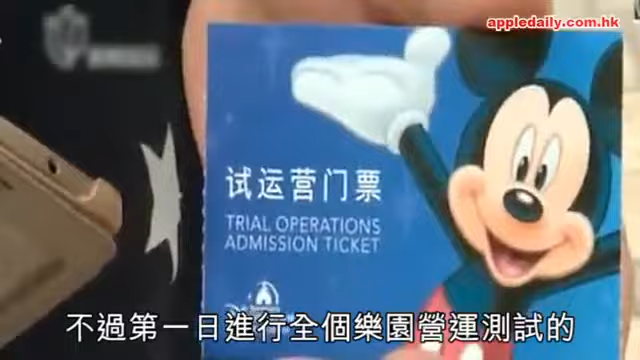 appledaily.com.hk
试运营门票
TRIAL OPERATIONS
ADMISSION TICKET
不過第一日進行全個樂園營運測試的